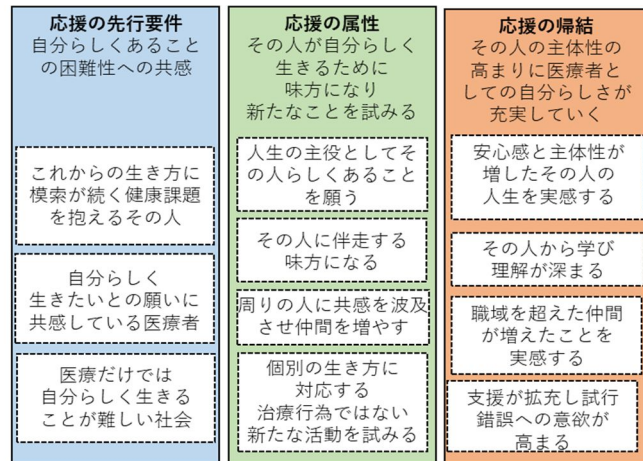 応援の先行要件
自分らしくあること
の困難性への共感
これからの生き方に
模索が続く健康課題
を抱えるその人
自分らしく
生きたいとの願いに
共感している医療者
医療だけでは
自分らしく生きる
ことが難しい社会
応援の属性
その人が自分らしく
生きるために
味方になり
新たなことを試みる
人生の主役としてそ
の人らしくあること
を願う
その人に伴走する
味方になる
周りの人に共感を波及
させ仲間を増やす
個別の生き方に
対応する
治療行為ではない
新たな活動を試みる
応援の帰結
その人の主体性の
高まりに医療者と
しての自分らしさが
充実していく
安心感と主体性が
増したその人の
人生を実感する
その人から学び
理解が深まる
職域を超えた仲間
が増えたことを
実感する
支援が拡充し試行
錯誤への意欲が
高まる